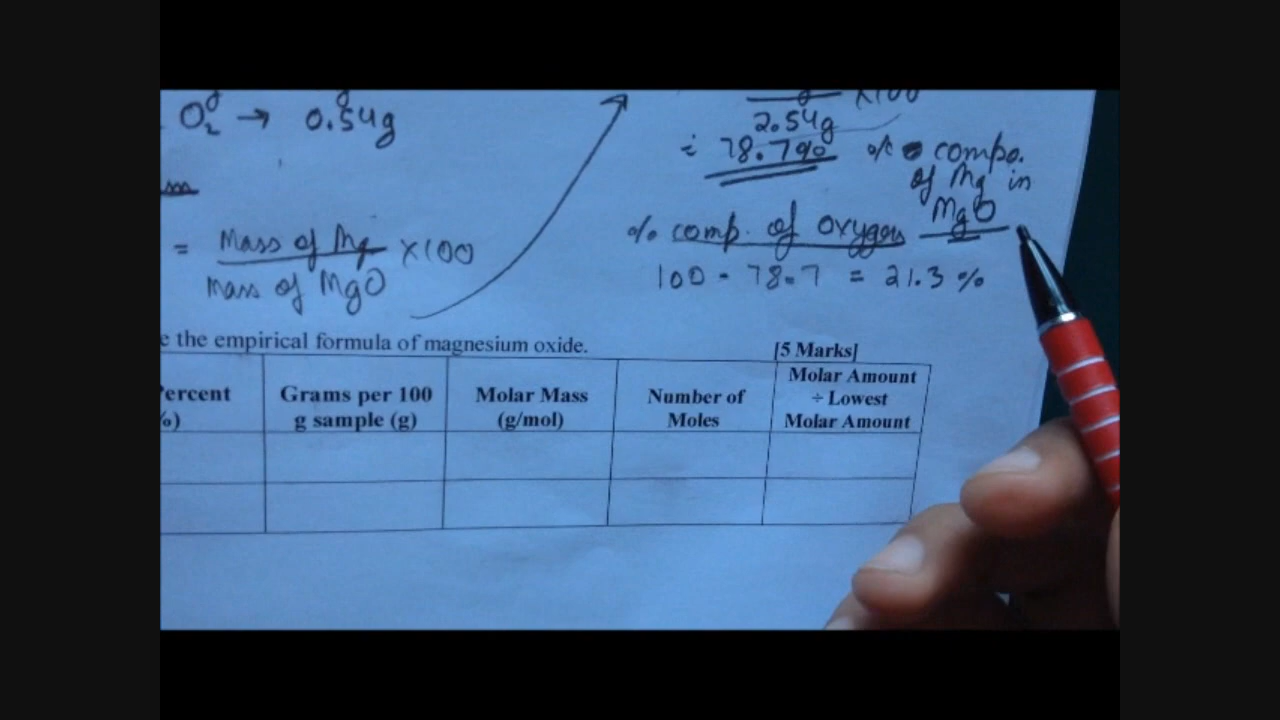 O₂ → 0.54g
= Mass of Mg ×100
Mass of MgO
×100
2.54g
= 78.7% % compo.
of Mg in
MgO
% comp. of oxygen
100 - 78.7 = 21.3 %
the empirical formula of magnesium oxide. [5 Marks]
Grams per 100
g sample (g)
Molar Mass
(g/mol)
Number of
Moles
Molar Amount
÷ Lowest
Molar Amount